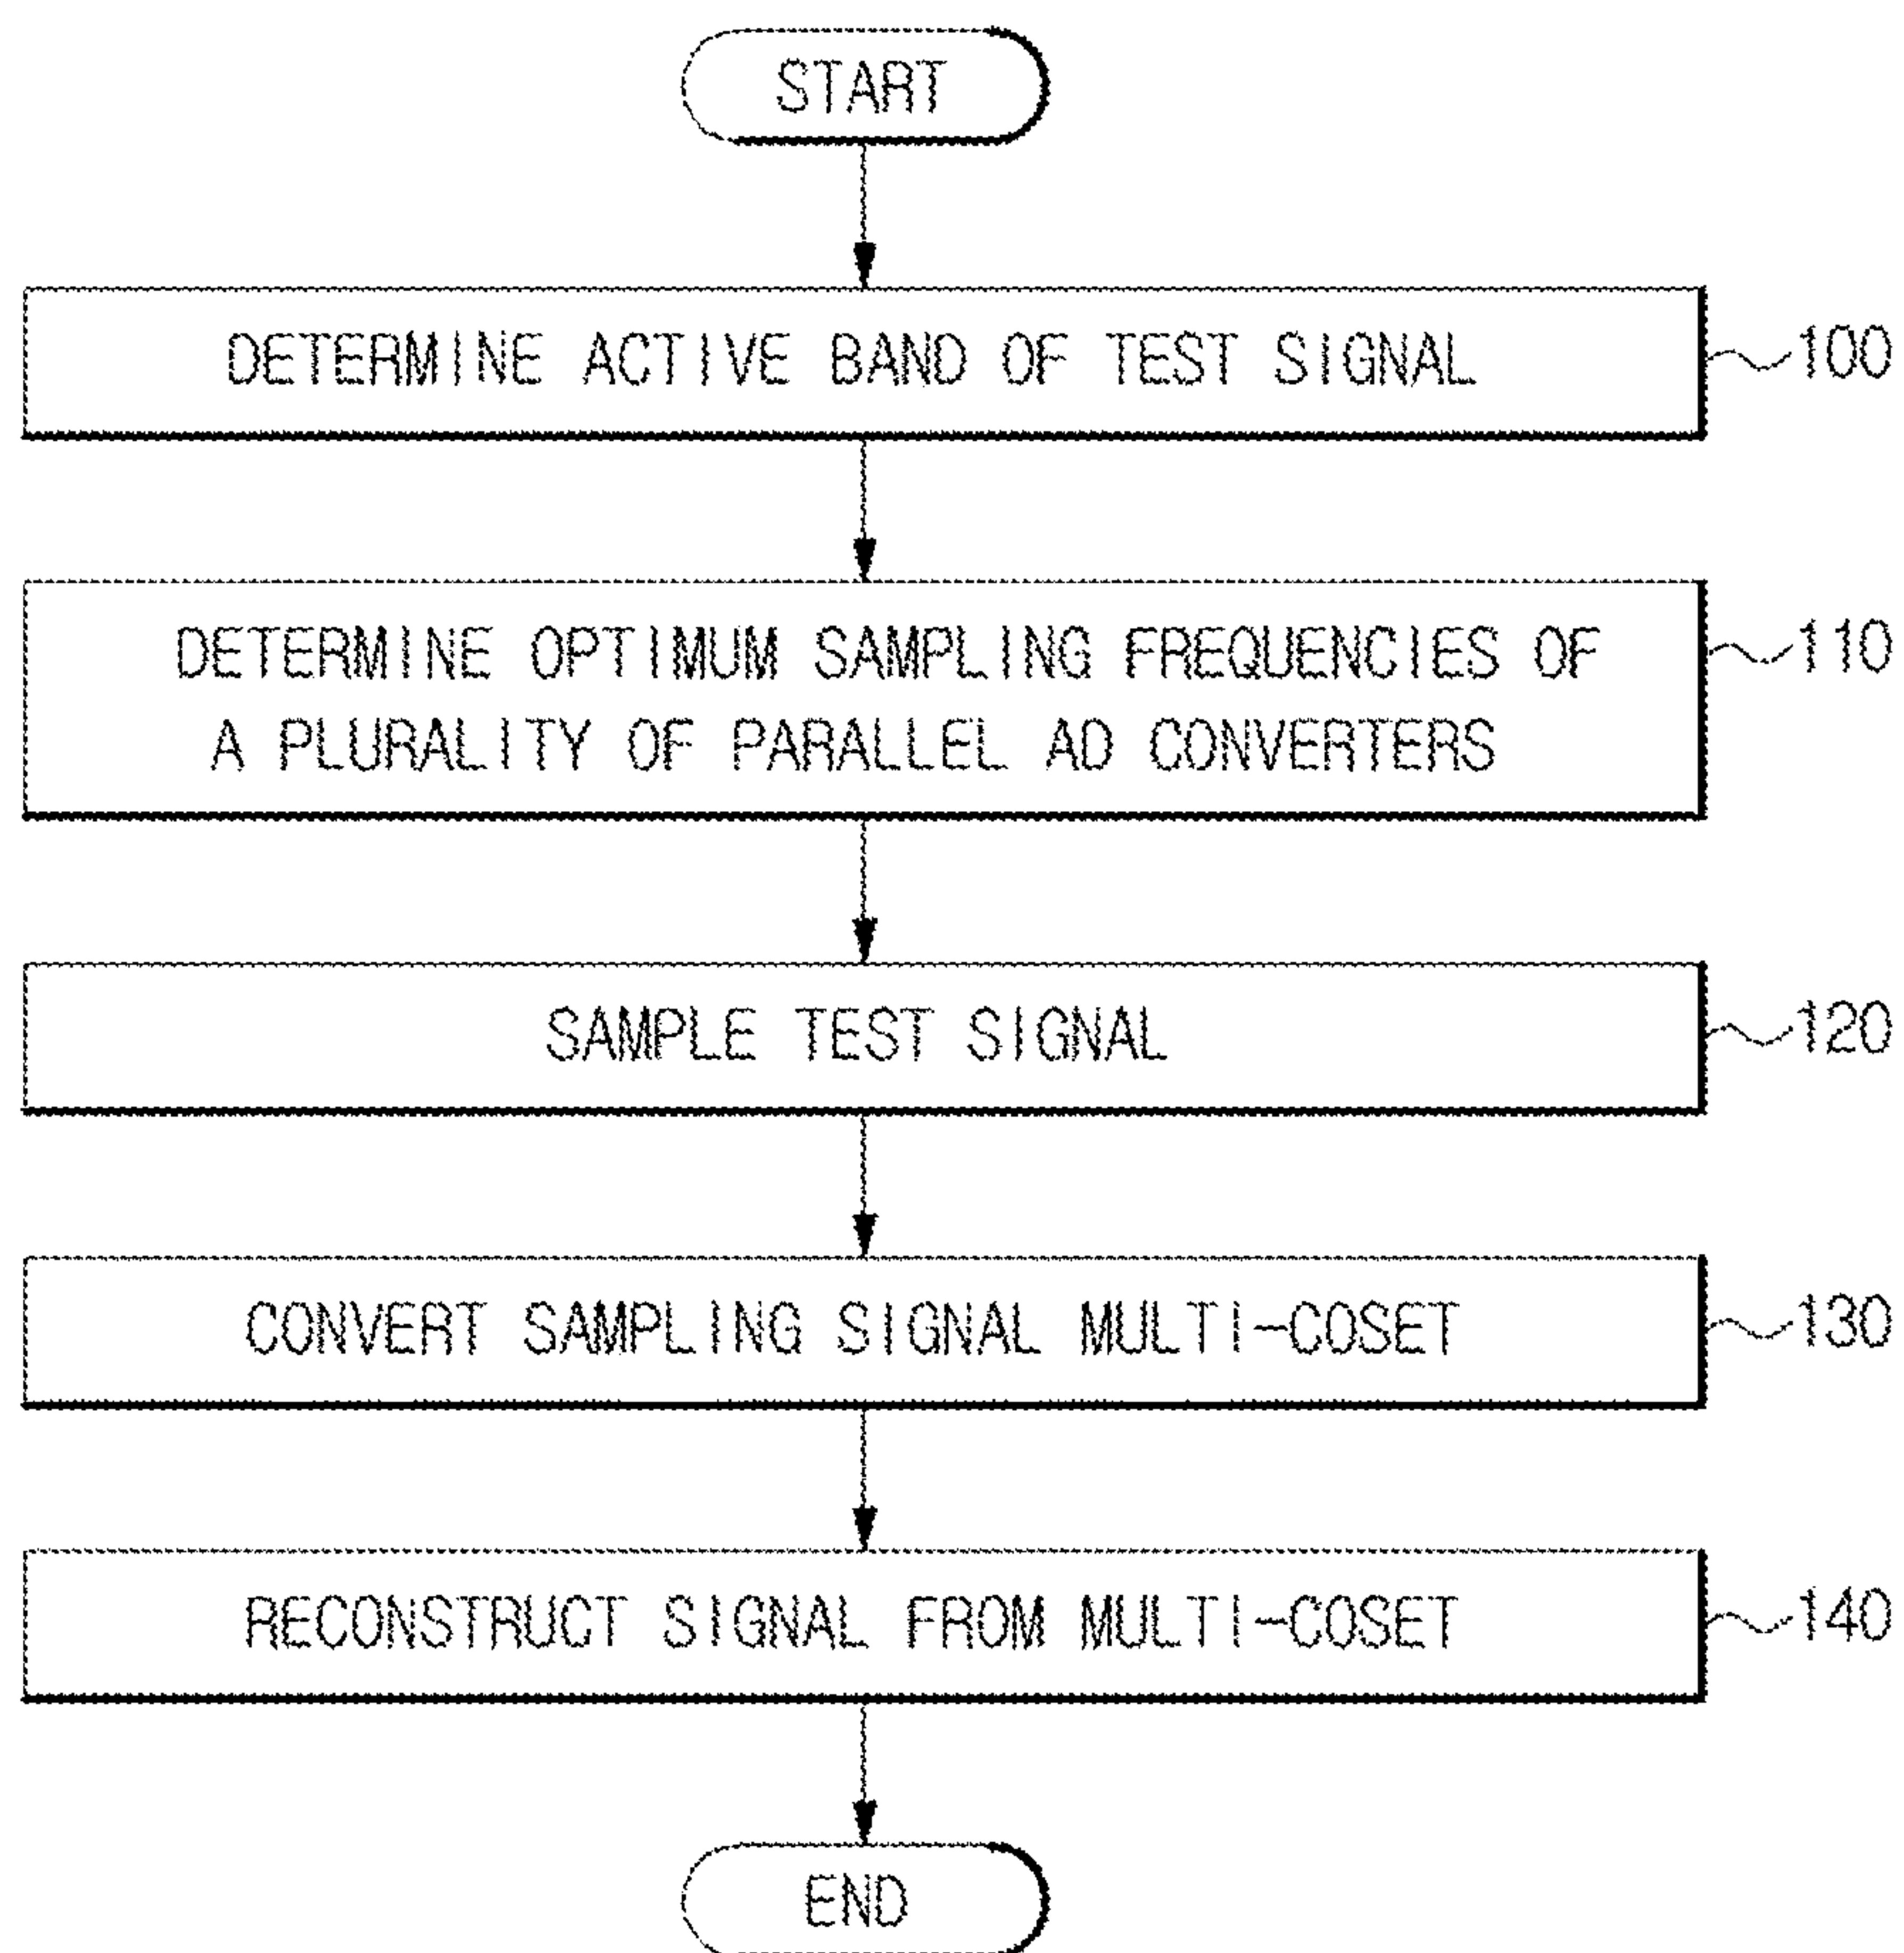 START
DETERMINE ACTIVE BAND OF TEST SIGNAL
100
DETERMINE OPTIMUM SAMPLING FREQUENCIES OF
A PLURALITY OF PARALLEL AD CONVERTERS
110
SAMPLE TEST SIGNAL
120
CONVERT SAMPLING SIGNAL MULTI-COSET
130
RECONSTRUCT SIGNAL FROM MULTI-COSET
140
END